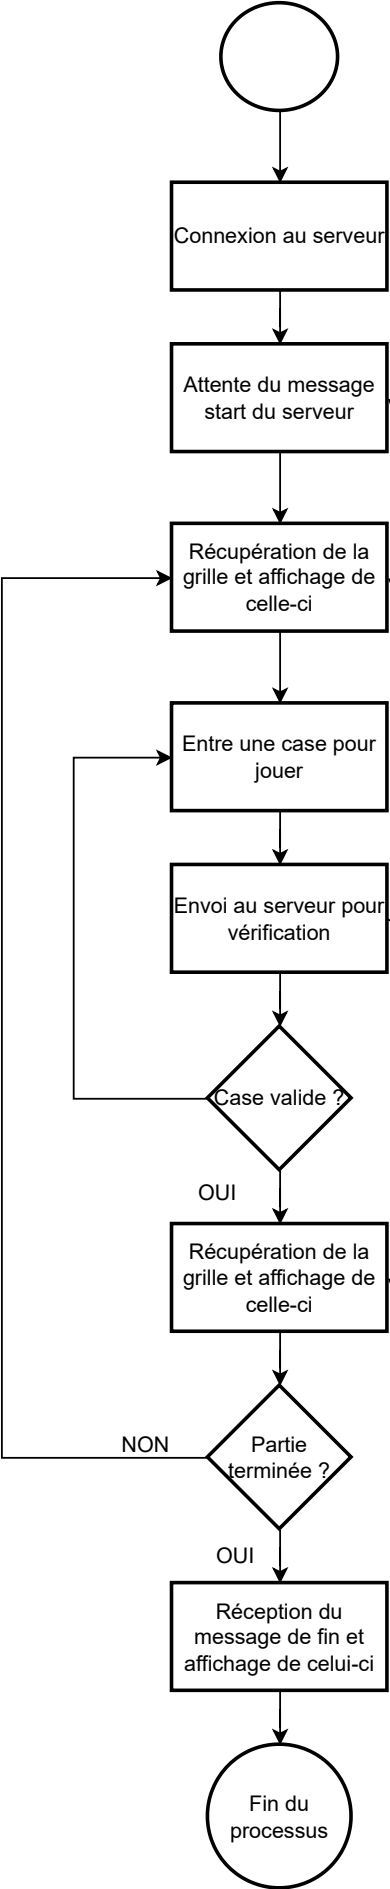 Connexion au serveur
Attente du message
start du serveur
Récupération de la
grille et affichage de
celle-ci
Entre une case pour
jouer
Envoi au serveur pour
vérification
Case valide ?
OUI
Récupération de la
grille et affichage de
celle-ci
NON
Partie
terminée ?
OUI
Réception du
message de fin et
affichage de celui-ci
Fin du
processus